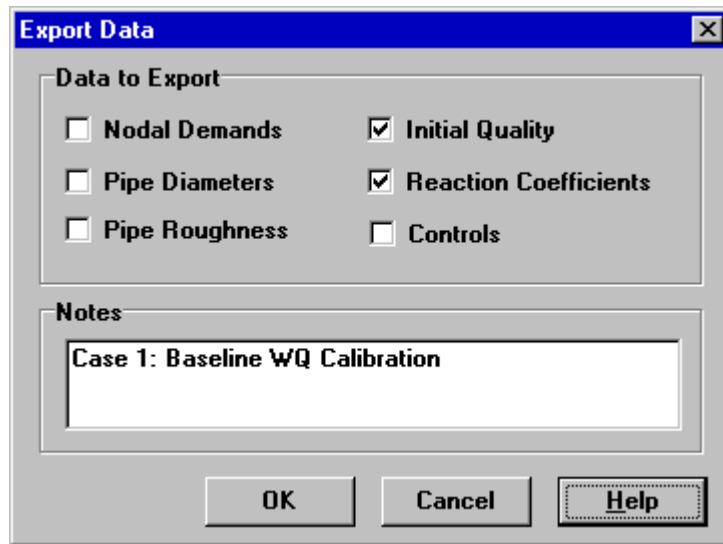 Export Data
Data to Export
Nodal Demands
Initial Quality
Pipe Diameters
Reaction Coefficients
Pipe Roughness
Controls
Notes
Case 1: Baseline WQ Calibration
OK
Cancel
Help